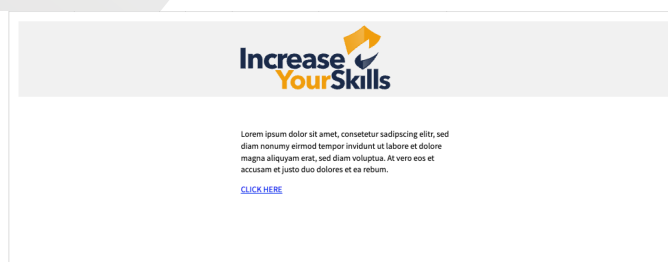 Increase
YourSkills
Lorem ipsum dolor sit amet, consetetur sadipscing elitr, sed
diam nonumy eirmod tempor invidunt ut labore et dolore
magna aliquyam erat, sed diam voluptua. At vero eos et
accusam et justo duo dolores et ea rebum.
CLICK HERE